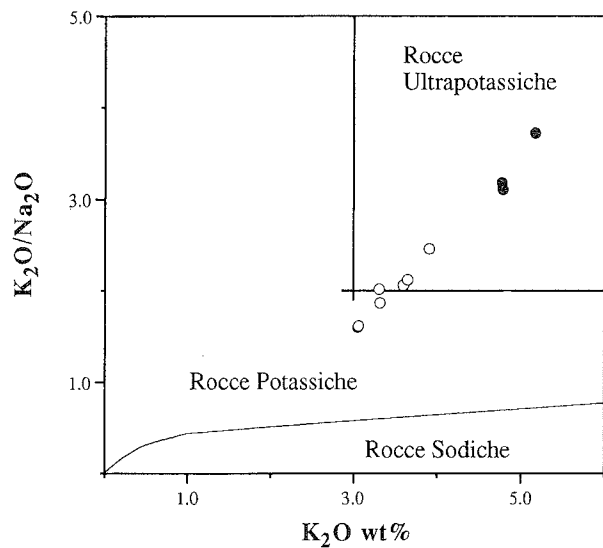 5.0
Rocce
Ultrapotassiche
3.0
K₂O/Na₂O
1.0
Rocce Potassiche
Rocce Sodiche
1.0
3.0
5.0
K₂O wt%